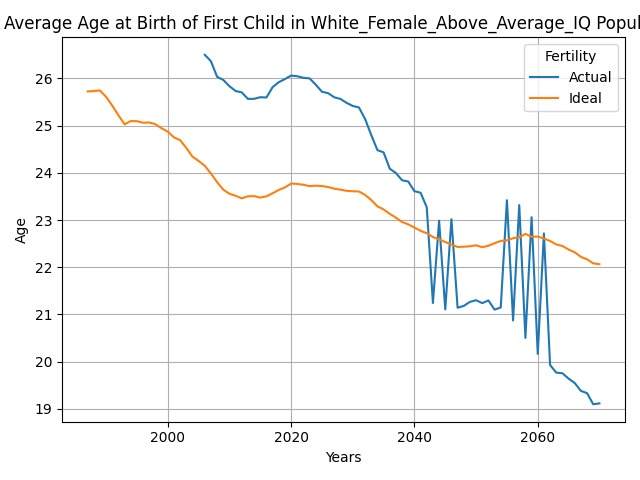 Average Age at Birth of First Child in White_Female_Above_Average_IQ Popul
Fertility
Actual
Ideal
26
25
24
23
22
21
20
19
Age
2000
2020
2040
2060
Years